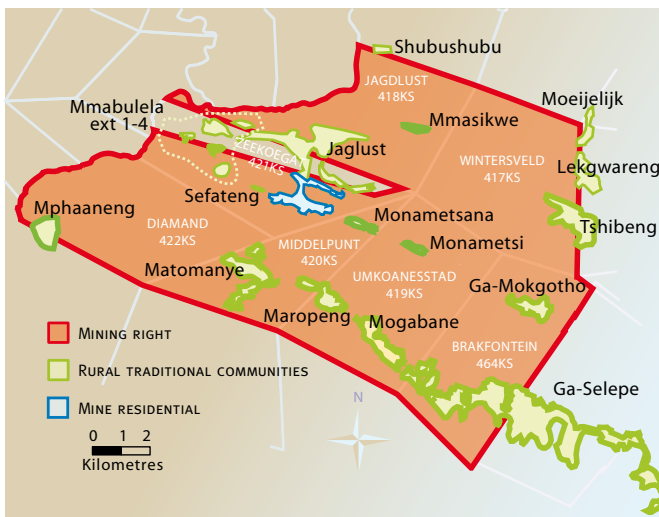 Shubushubu
JAGDLUST
418KS
Mmabulela
ext 1-4
Moeijelijk
Mmasikwe
ZEEKOEGAT
421KS
Jaglust
WINTERSVELD
417KS
Lekgwareng
Sefateng
Mphaaneng
DIAMAND
422KS
Monametsana
Tshibeng
MIDDELPUNT
420KS
Monametsi
Matomanye
UMKOANESSTAD
419KS
Ga-Mokgotho
Maropeng
Mogabane
BRAKFONTEIN
464KS
Ga-Selepe
MINING RIGHT
RURAL TRADITIONAL COMMUNITIES
MINE RESIDENTIAL
0 1 2
Kilometres
N